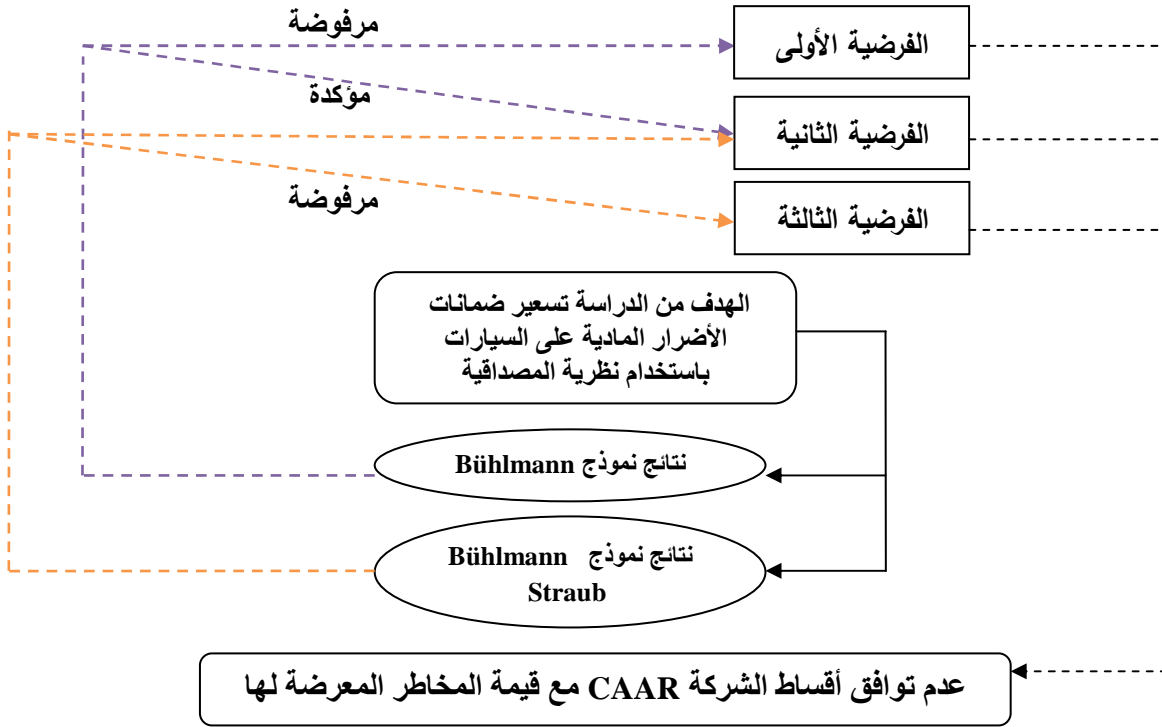 مرفوضة
الفرضية الأولى
مؤكدة
الفرضية الثانية
مرفوضة
الفرضية الثالثة
الهدف من الدراسة تسعير ضمانات
الأضرار المادية على السيارات
باستخدام نظرية المصداقية
نتائج نموذج Bühlmann
نتائج نموذج Bühlmann
Straub
عدم توافق أقساط الشركة CAAR مع قيمة المخاطر المعرضة لها